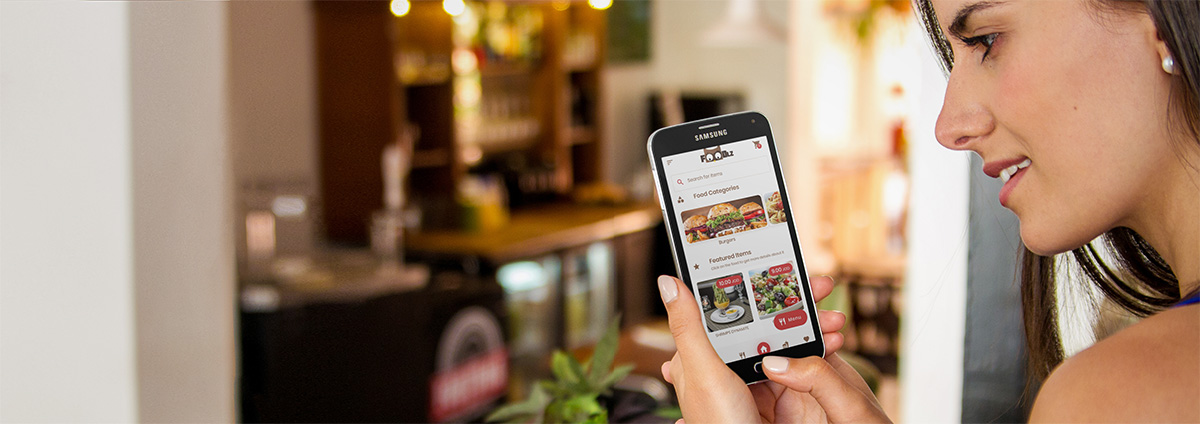 SAMSUNG
Search for Items
Food Categories
Burgers
Featured Items
Click on the food to get more details about it
10.00
9.00
Menu